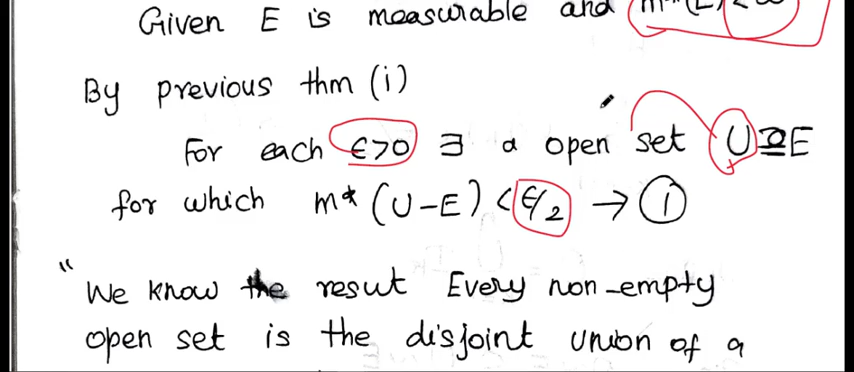 Given E is measurable and m*(E) < ∞
By previous thm (i)
For each ε>0 ∃ a open set U⊇E
for which m* (U-E) < ε/2 → ①
"We know the resut Every non-empty
open set is the disjoint union of a